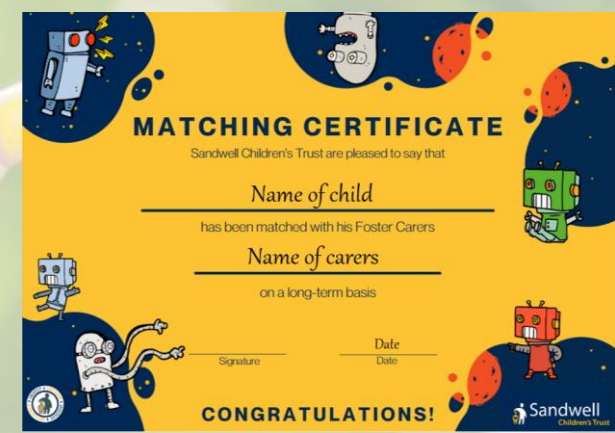 MATCHING CERTIFICATE
Sandwell Children's Trust are pleased to say that
Name of child
has been matched with his Foster Carers
Name of carers
on a long-term basis
Date
Signature
Date
CONGRATULATIONS!
Sandwell
Children's Trust